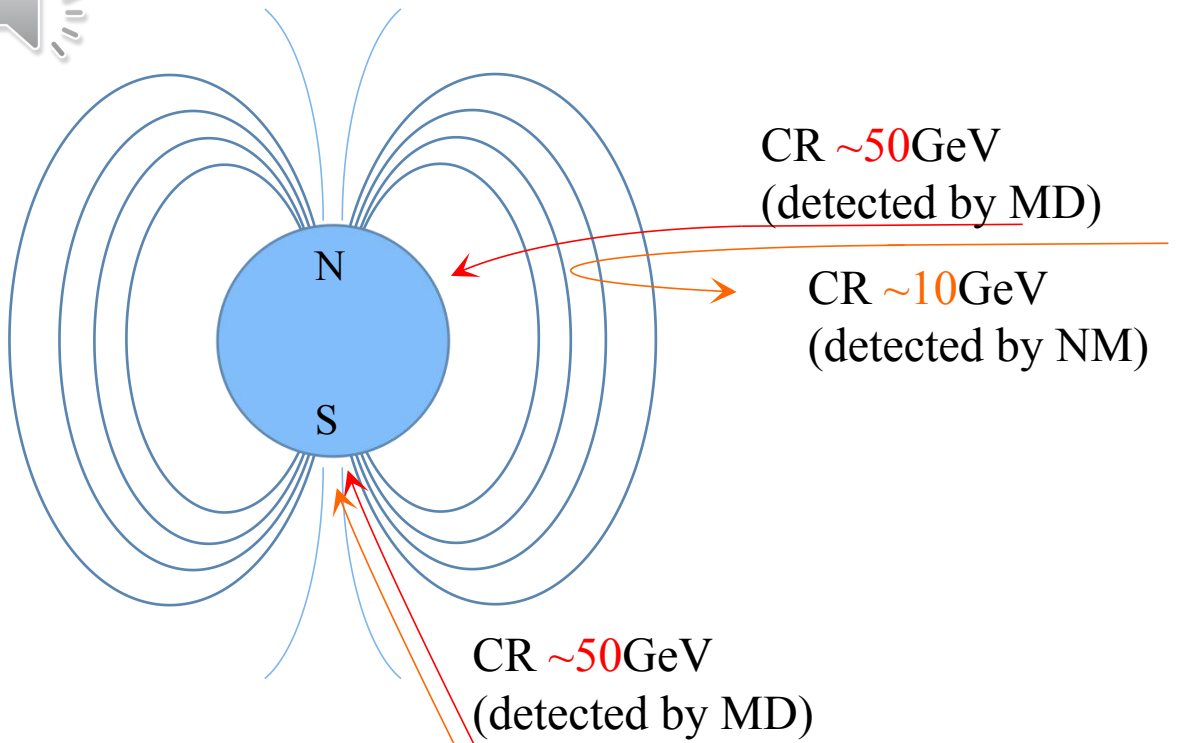 CR ~50GeV
(detected by MD)
N
CR ~10GeV
(detected by NM)
S
CR ~50GeV
(detected by MD)